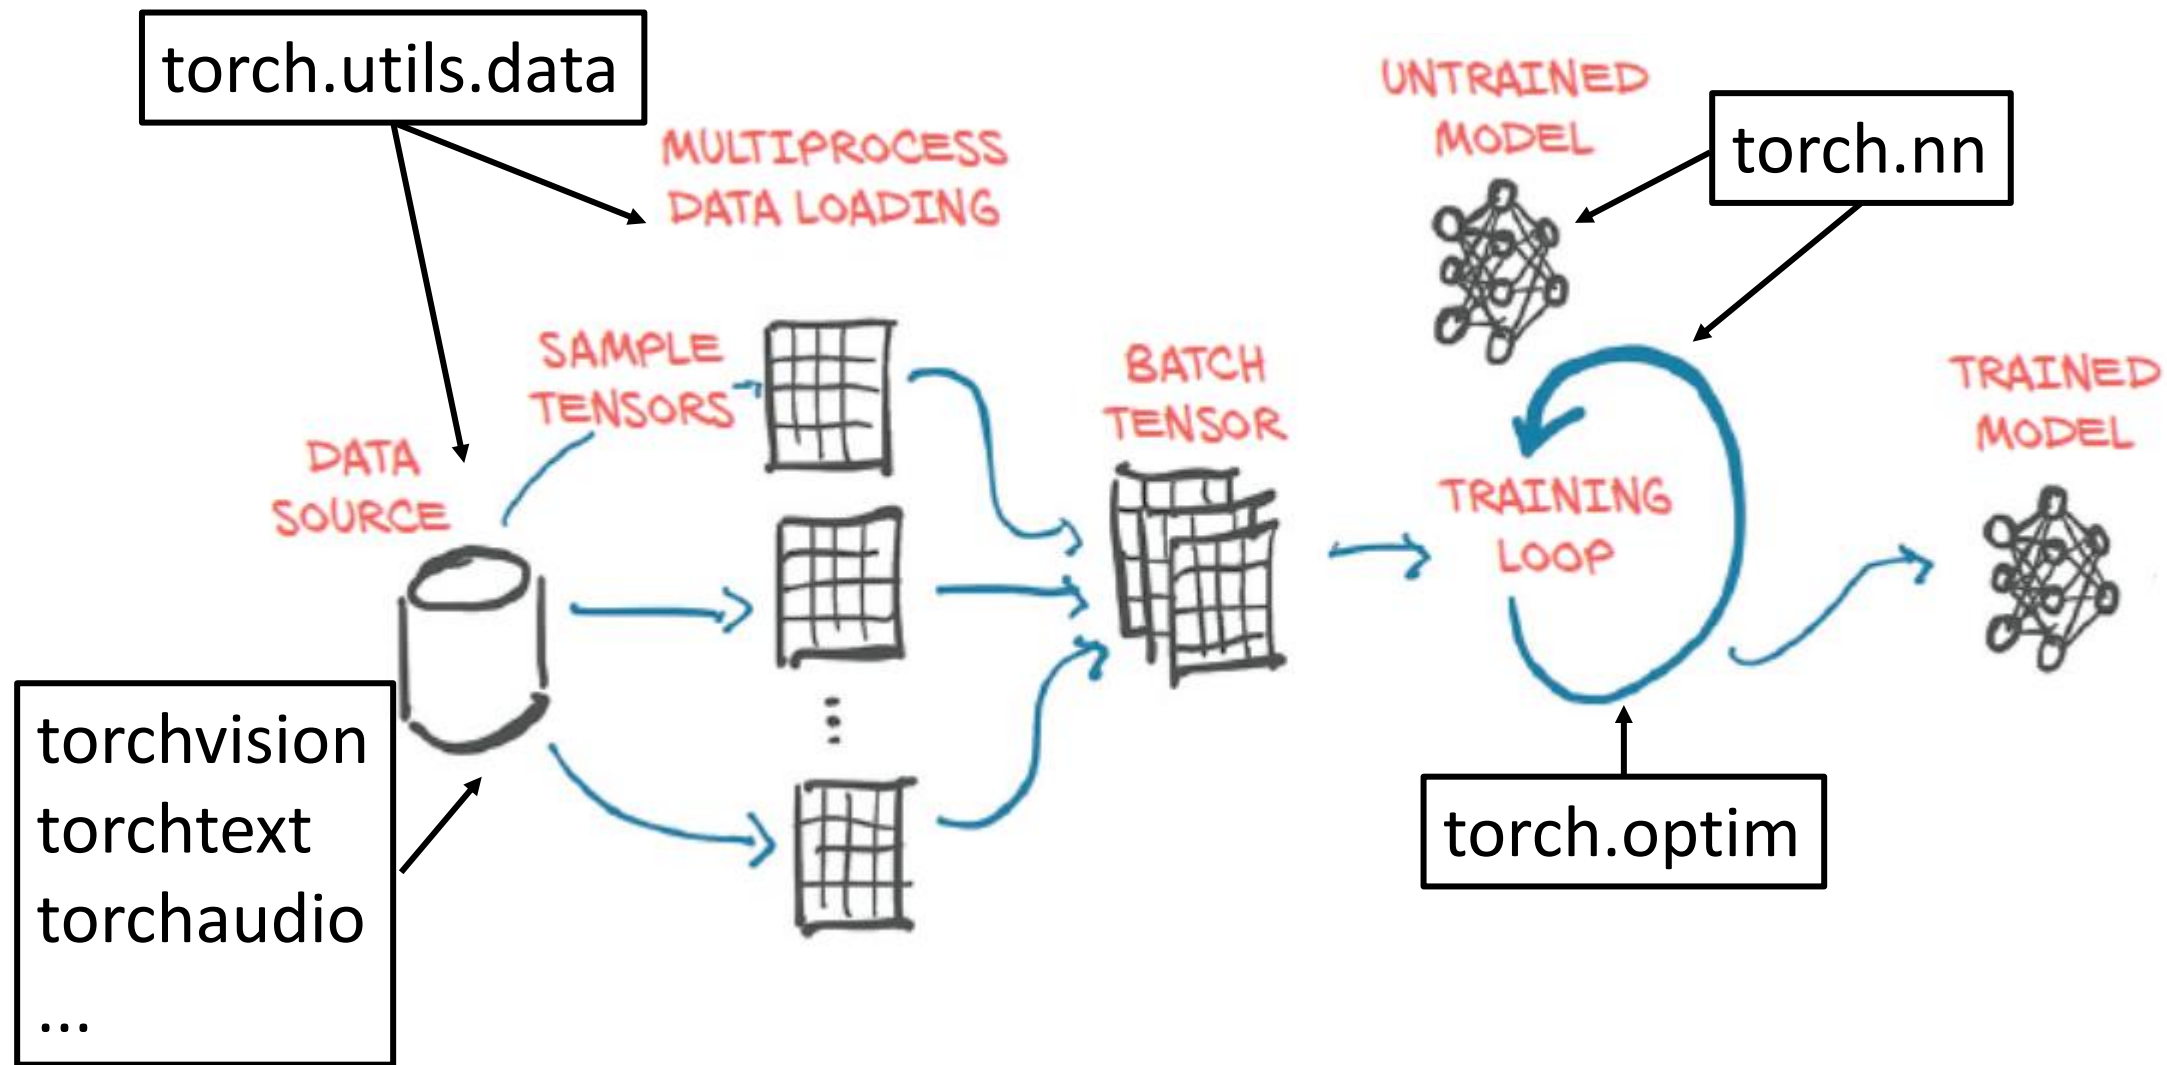 torch.utils.data
MULTIPROCESS
DATA LOADING
UNTRAINED
MODEL
torch.nn
SAMPLE
TENSORS
BATCH
TENSOR
TRAINED
MODEL
DATA
SOURCE
TRAINING
LOOP
torchvision
torchtext
torchaudio
...
torch.optim